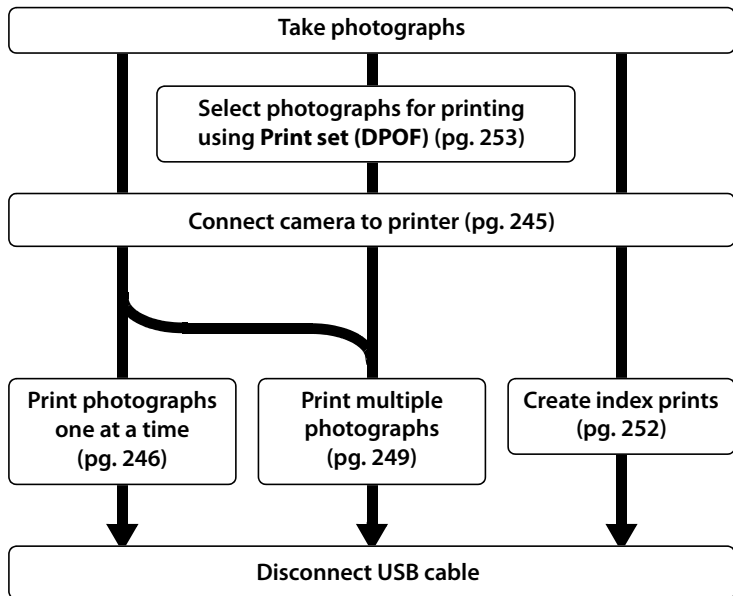 Take photographs
Select photographs for printing
using Print set (DPOF) (pg. 253)
Connect camera to printer (pg. 245)
Print photographs
one at a time
(pg. 246)
Print multiple
photographs
(pg. 249)
Create index prints
(pg. 252)
Disconnect USB cable